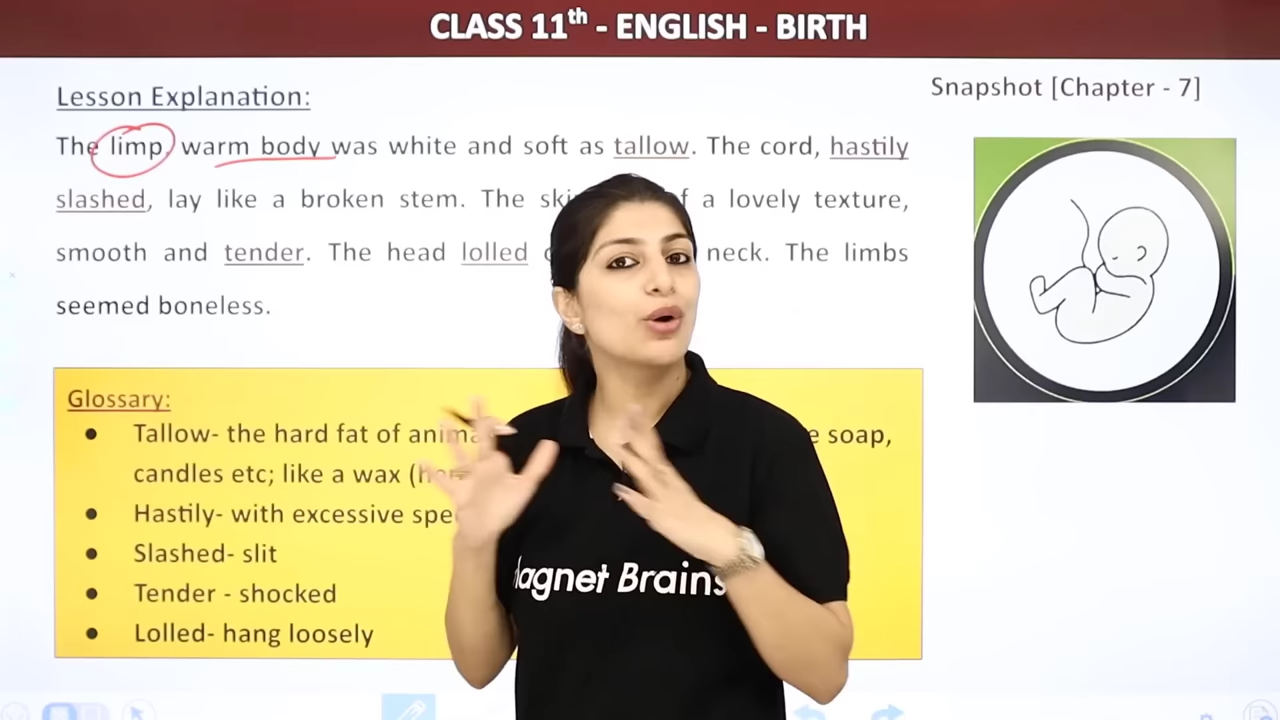 CLASS 11th - ENGLISH - BIRTH
Lesson Explanation:
Snapshot [Chapter - 7]
The limp, warm body was white and soft as tallow. The cord, hastily
slashed, lay like a broken stem. The of a lovely texture,
smooth and tender. The head lolled neck. The limbs
seemed boneless.
Glossary:
Tallow- the hard fat of soap,
candles etc; like a wax
Hastily- with excessive
Slashed- slit
Tender - shocked
Lolled- hang loosely
agnet Brains